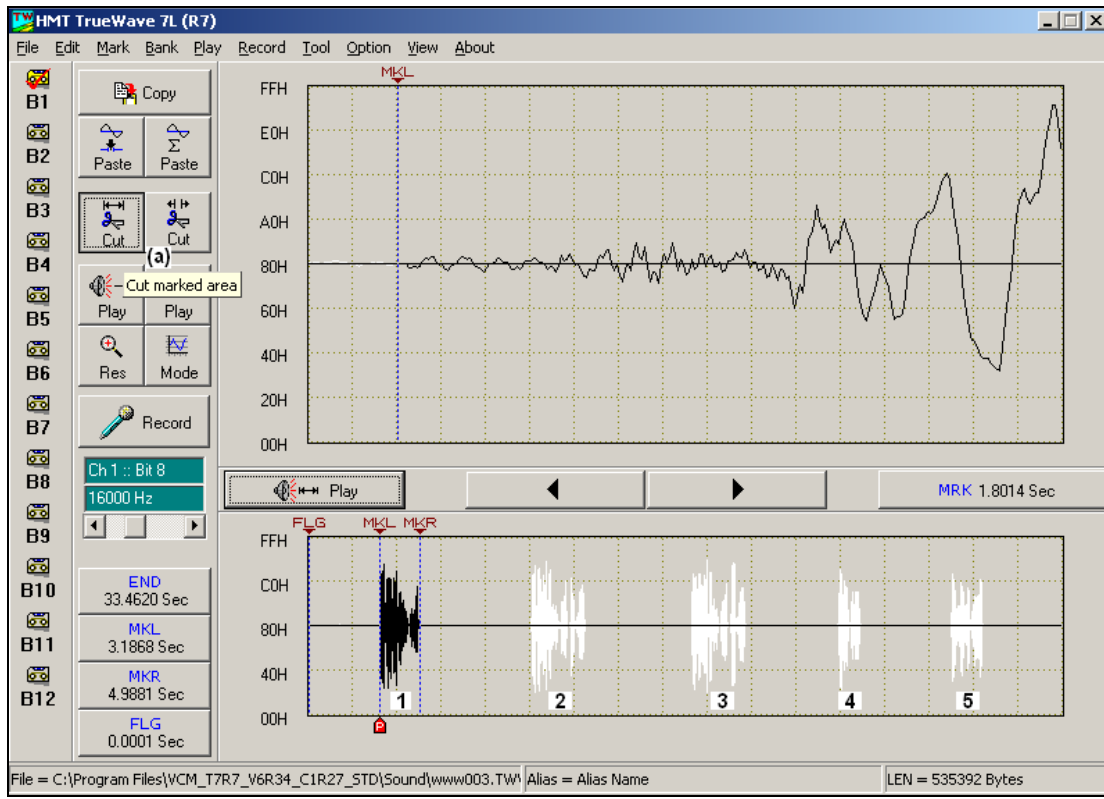 HMT TrueWave 7L (R7)
File Edit Mark Bank Play Record Tool Option View About
B1
B2
B3
B4
B5
B6
B7
B8
B9
B10
B11
B12
Copy
Paste Paste
Cut Cut
(a)
Cut marked area
Play Play
Res Mode
Record
Ch 1 :: Bit 8
16000 Hz
END
33.4620 Sec
MKL
3.1868 Sec
MKR
4.9881 Sec
FLG
0.0001 Sec
MKL
FFH
E0H
C0H
A0H
80H
60H
40H
20H
00H
Play
MRK 1.8014 Sec
FLG MKL MKR
FFH
C0H
80H
40H
00H
1 2 3 4 5
P
File = C:\Program Files\VCM_T7R7_V6R34_C1R27_STD\Sound\www003.TW Alias = Alias Name LEN = 535392 Bytes